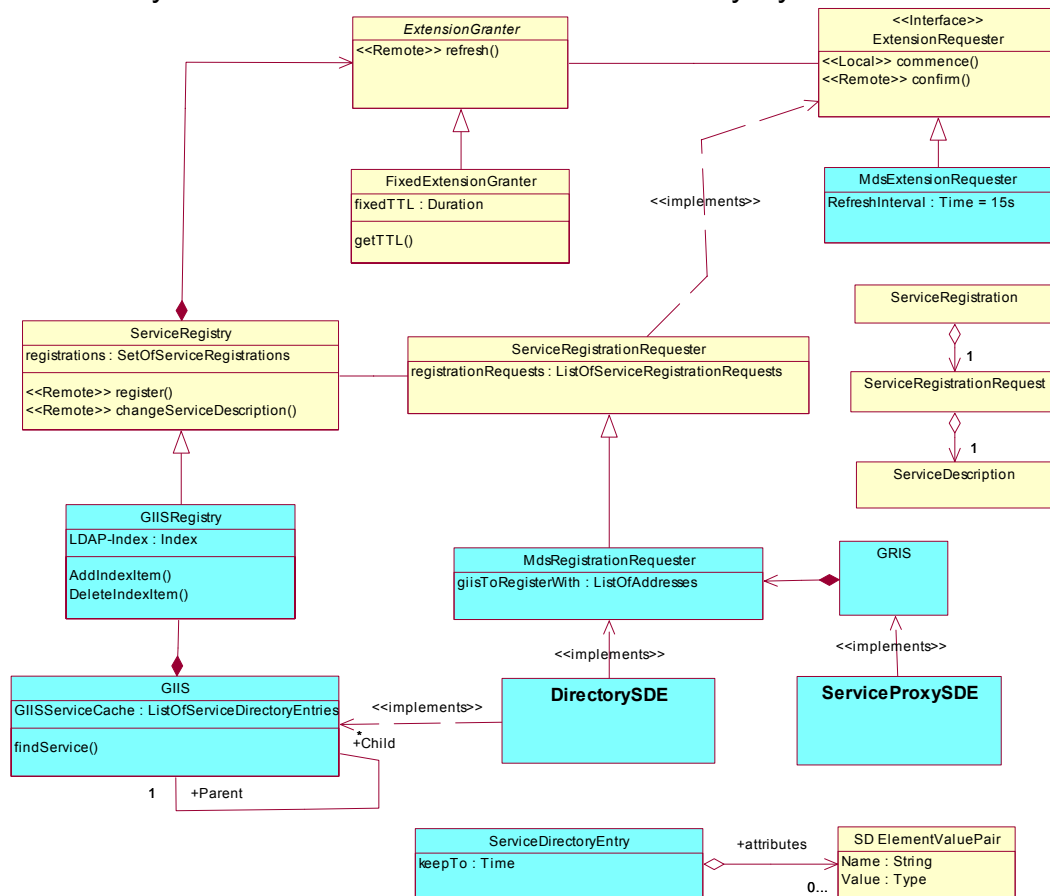 ExtensionGranter
<<Remote>> refresh()
<<Interface>>
ExtensionRequester
<<Local>> commence()
<<Remote>> confirm()
FixedExtensionGranter
fixedTTL : Duration
getTTL()
MdsExtensionRequester
RefreshInterval : Time = 15s
<<implements>>
ServiceRegistration
1
ServiceRegistrationRequest
1
ServiceDescription
ServiceRegistry
registrations : SetOfServiceRegistrations
<<Remote>> register()
<<Remote>> changeServiceDescription()
ServiceRegistrationRequester
registrationRequests : ListOfServiceRegistrationRequests
GIISRegistry
LDAP-Index : Index
AddIndexItem()
DeleteIndexItem()
MdsRegistrationRequester
giisToRegisterWith : ListOfAddresses
GRIS
<<implements>>
<<implements>>
GIIS
GIISServiceCache : ListOfServiceDirectoryEntries
findService()
<<implements>>
*
+Child
1
+Parent
DirectorySDE
ServiceProxySDE
ServiceDirectoryEntry
keepTo : Time
+attributes
0...
SD ElementValuePair
Name : String
Value : Type